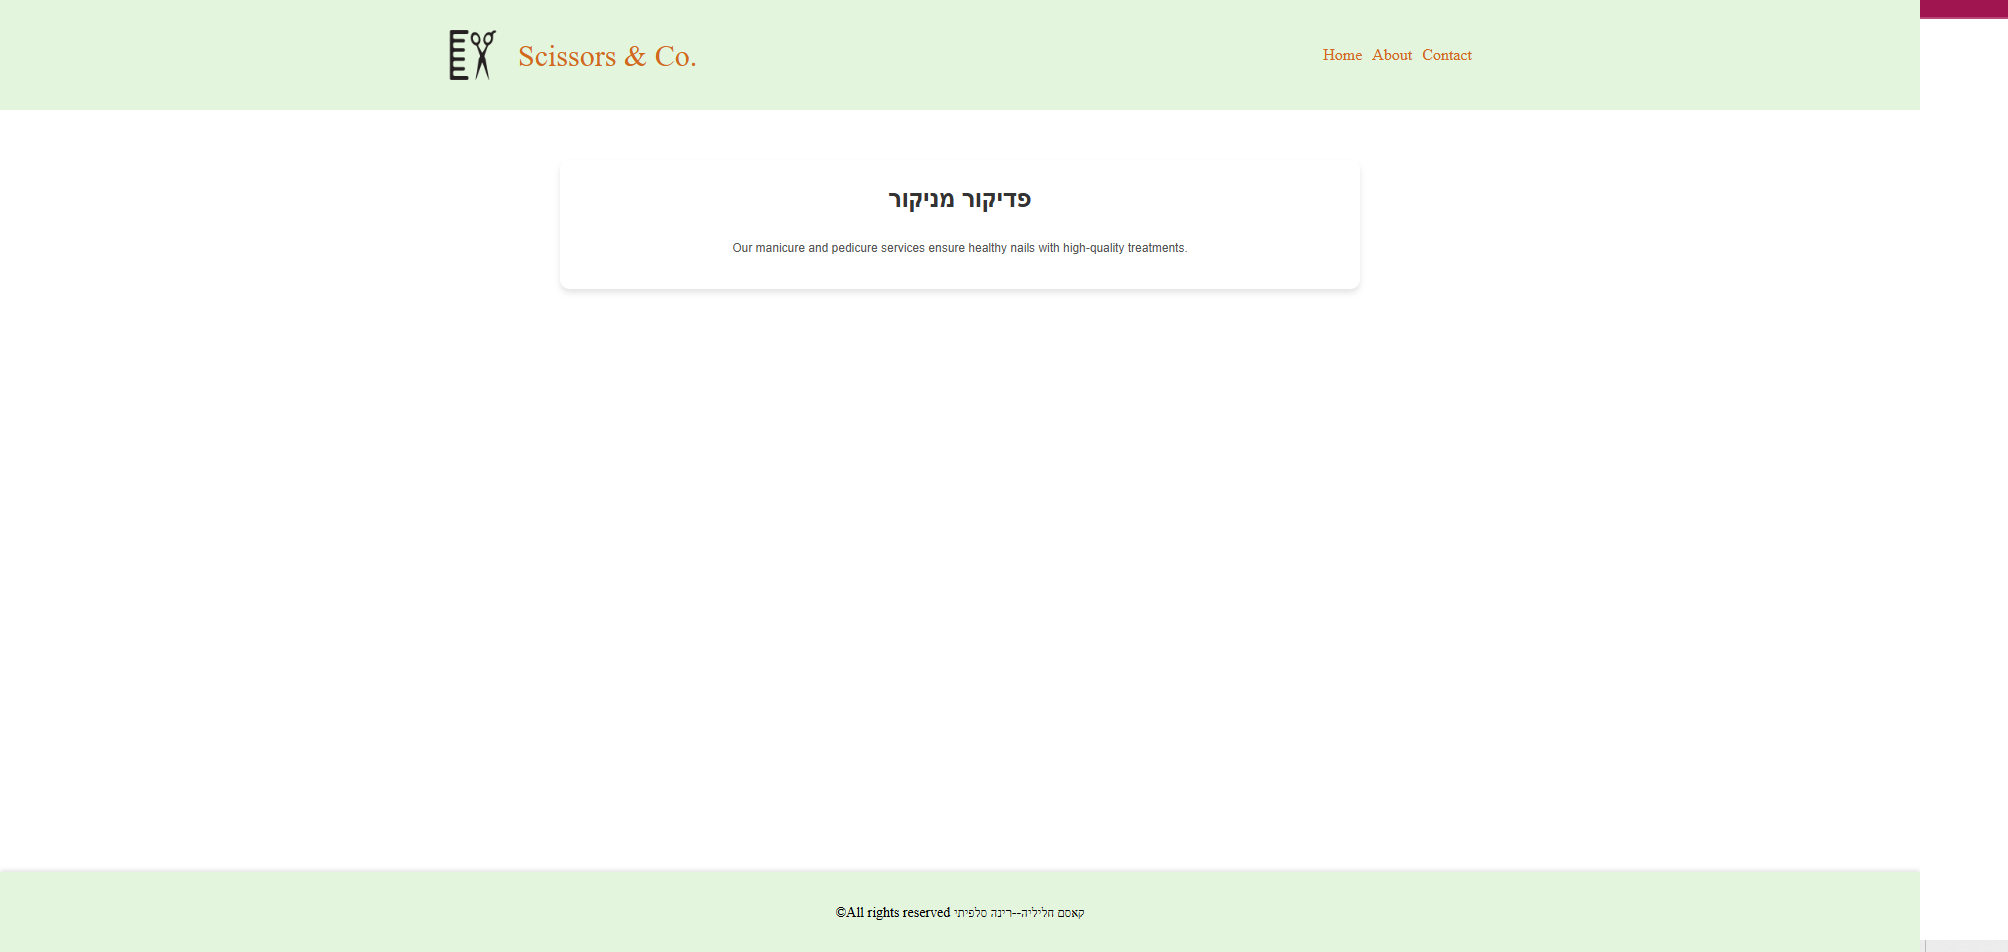 Scissors & Co.
Home About Contact
פדיקור מניקור
Our manicure and pedicure services ensure healthy nails with high-quality treatments.
©All rights reserved קאסם חליליה--רינה סלפיתי